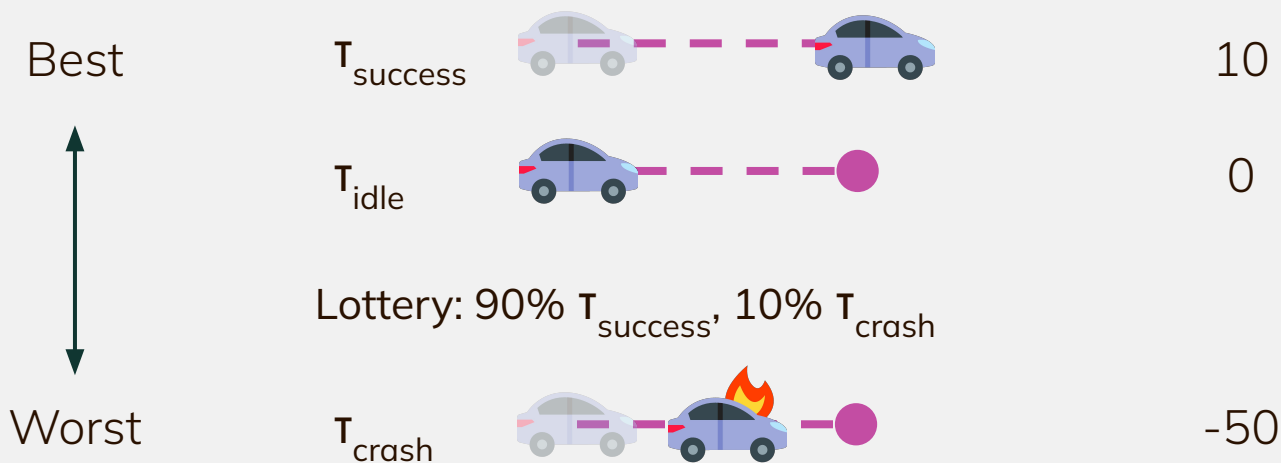 Best τsuccess 10
τidle 0
Lottery: 90% τsuccess, 10% τcrash
Worst τcrash -50